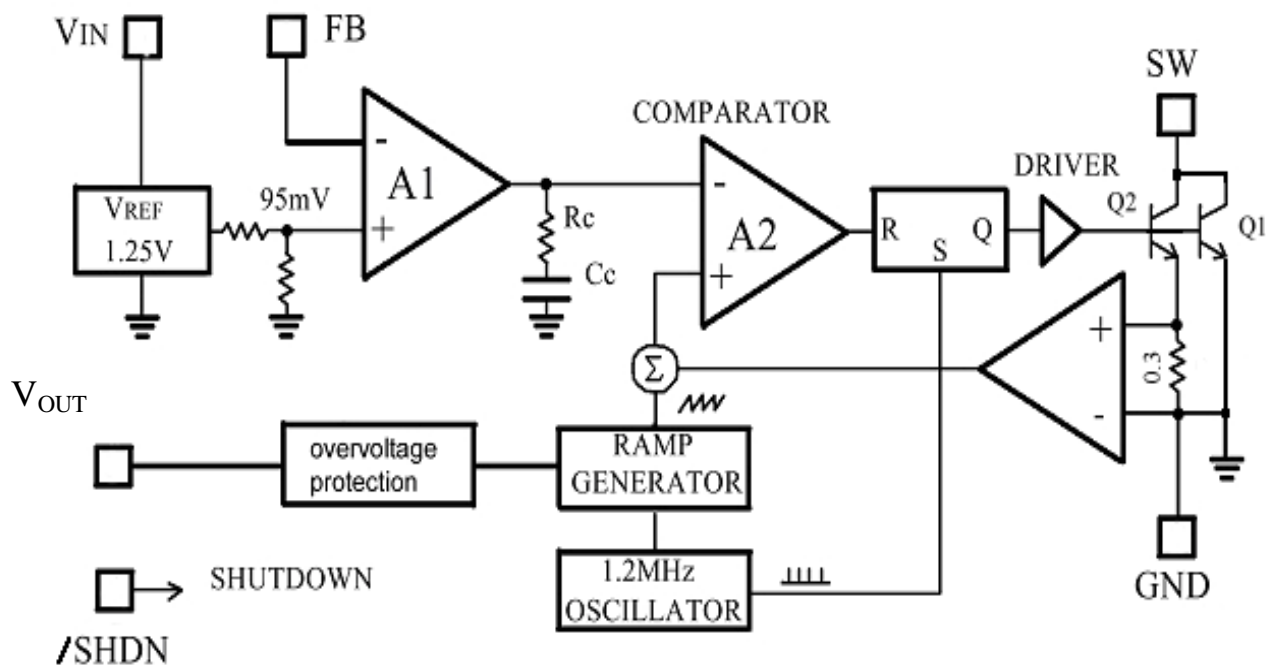 VIN
FB
SW
COMPARATOR
DRIVER
VREF
1.25V
95mV
-
A1
+
Rc
Cc
-
A2
+
R
Q
S
Q2
Q1
+
0.3
-
Σ
VOUT
overvoltage
protection
RAMP
GENERATOR
SHUTDOWN
1.2MHz
OSCILLATOR
GND
/SHDN